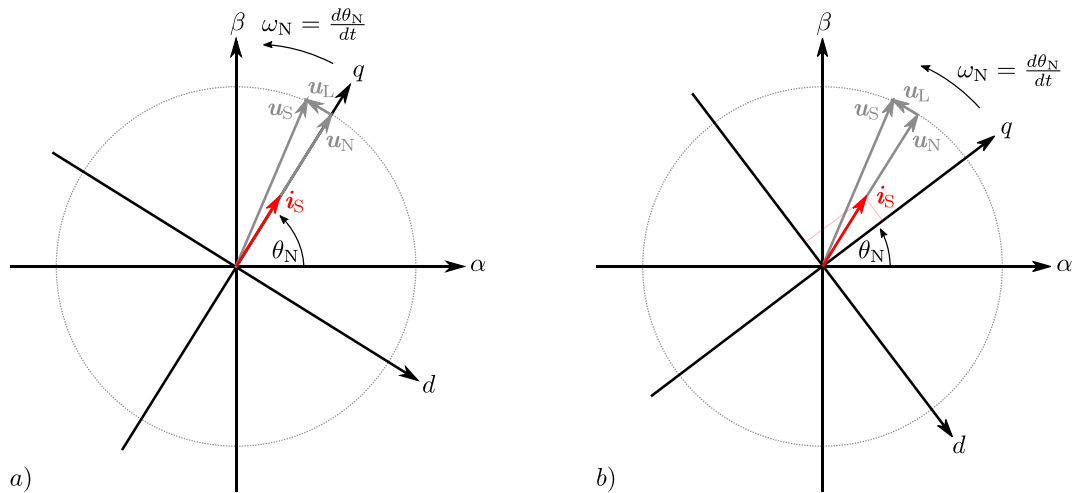 β
ω_N = dθ_N/dt
q
u_L
u_S
u_N
i_S
θ_N
α
d
a)
β
ω_N = dθ_N/dt
u_L
u_S
q
u_N
i_S
θ_N
α
d
b)